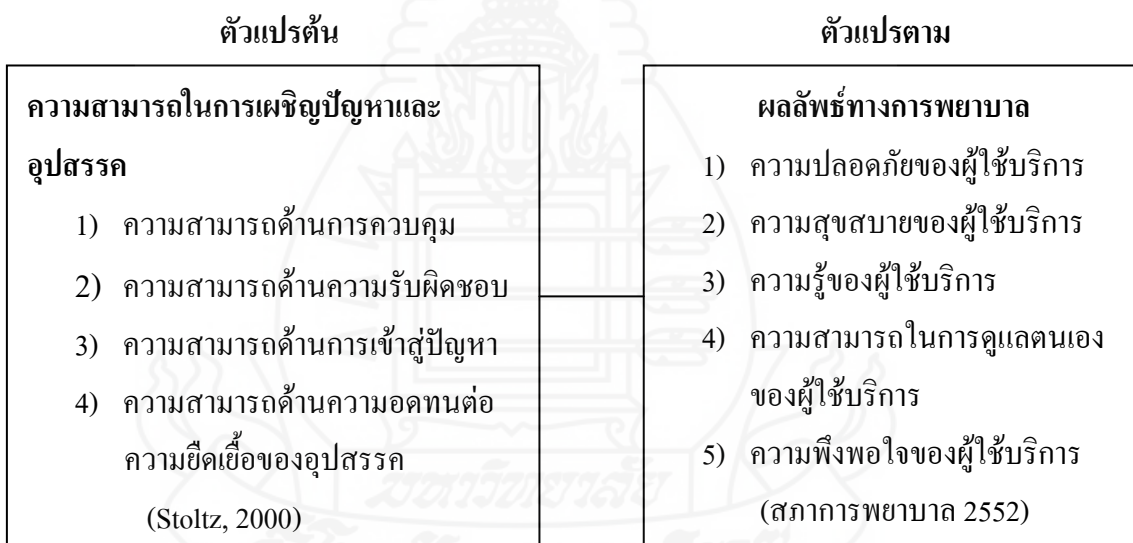 ตัวแปรต้น
ความสามารถในการเผชิญปัญหาและ
อุปสรรค
1) ความสามารถด้านการควบคุม
2) ความสามารถด้านความรับผิดชอบ
3) ความสามารถด้านการเข้าสู่ปัญหา
4) ความสามารถด้านความอดทนต่อ
ความยืดเยื้อของอุปสรรค
(Stoltz, 2000)
ตัวแปรตาม
ผลลัพธ์ทางการพยาบาล
1) ความปลอดภัยของผู้ใช้บริการ
2) ความสุขสบายของผู้ใช้บริการ
3) ความรู้ของผู้ใช้บริการ
4) ความสามารถในการดูแลตนเอง
ของผู้ใช้บริการ
5) ความพึงพอใจของผู้ใช้บริการ
(สภาการพยาบาล 2552)
มหาวิทยาลัย